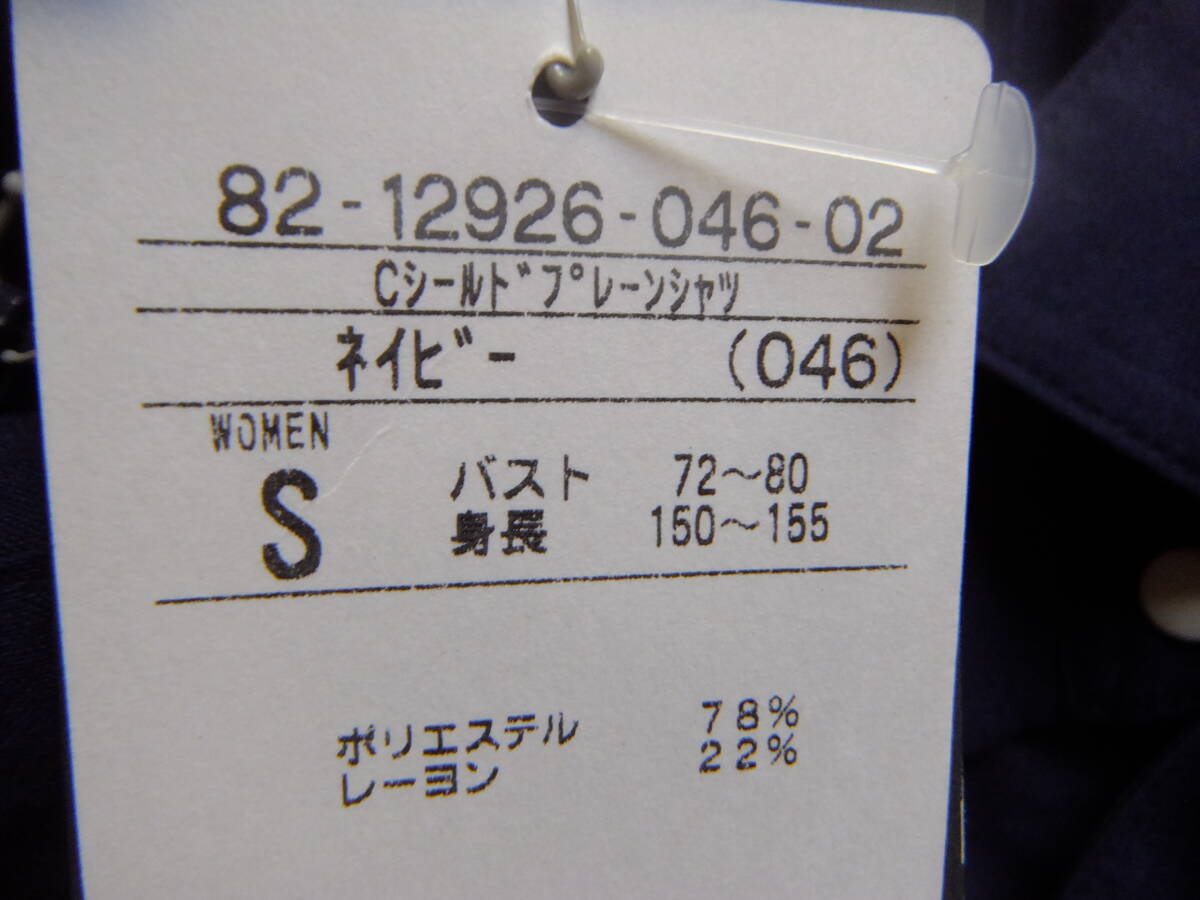 82-12926-046-02
Cシールドプレーンシャツ
ネイビー (046)
WOMEN
S バスト 72～80
身長 150～155
ポリエステル 78%
レーヨン 22%